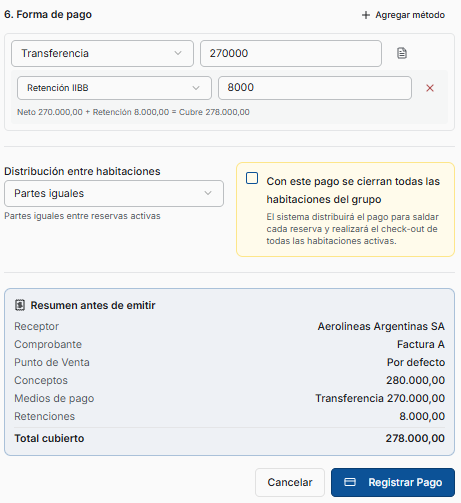 6. Forma de pago
+ Agregar método
Transferencia
270000
Retención IIBB
8000
Neto 270.000,00 + Retención 8.000,00 = Cubre 278.000,00
Distribución entre habitaciones
Partes iguales
Partes iguales entre reservas activas
Con este pago se cierran todas las
habitaciones del grupo
El sistema distribuirá el pago para saldar
cada reserva y realizará el check-out de
todas las habitaciones activas.
Resumen antes de emitir
Receptor Aerolineas Argentinas SA
Comprobante Factura A
Punto de Venta Por defecto
Conceptos 280.000,00
Medios de pago Transferencia 270.000,00
Retenciones 8.000,00
Total cubierto 278.000,00
Cancelar
Registrar Pago